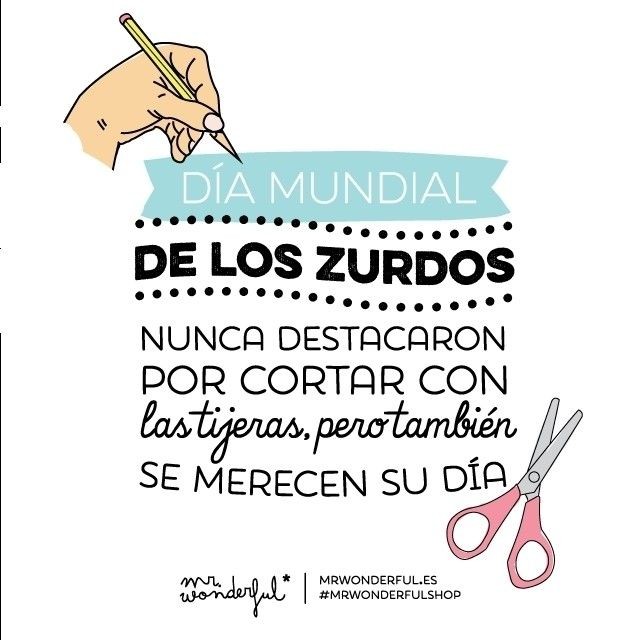 DÍA MUNDIAL
DE LOS ZURDOS
NUNCA DESTACARON
POR CORTAR CON
las tijeras, pero también
SE MERECEN SU DÍA
mr. wonderful*
MRWONDERFUL.ES
#MRWONDERFULSHOP